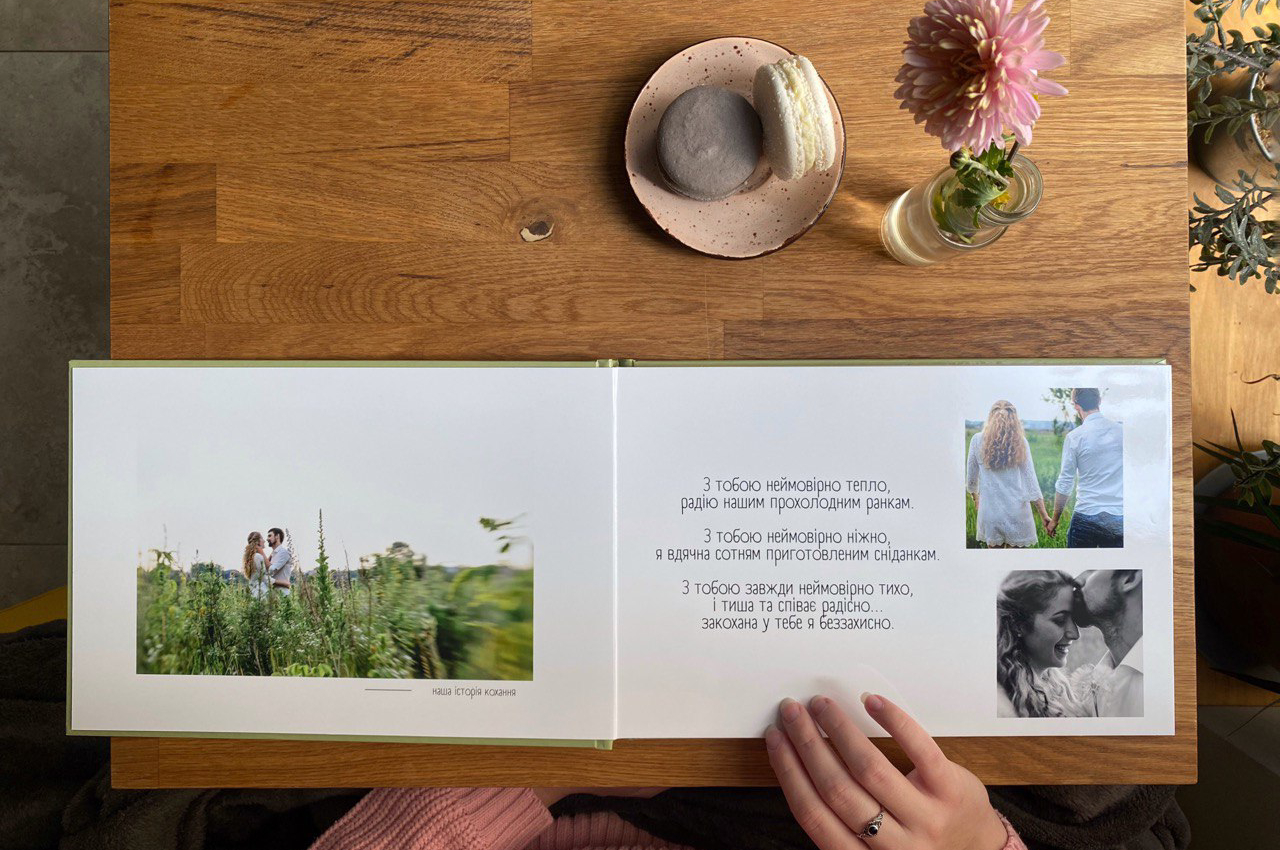 наша історія кохання
З тобою неймовірно тепло,
радію нашим прохолодним ранкам.
З тобою неймовірно ніжно,
я вдячна сотням приготовленим сніданкам.
З тобою завжди неймовірно тихо,
і тиша та співає радісно...
закохана у тебе я беззахисно.